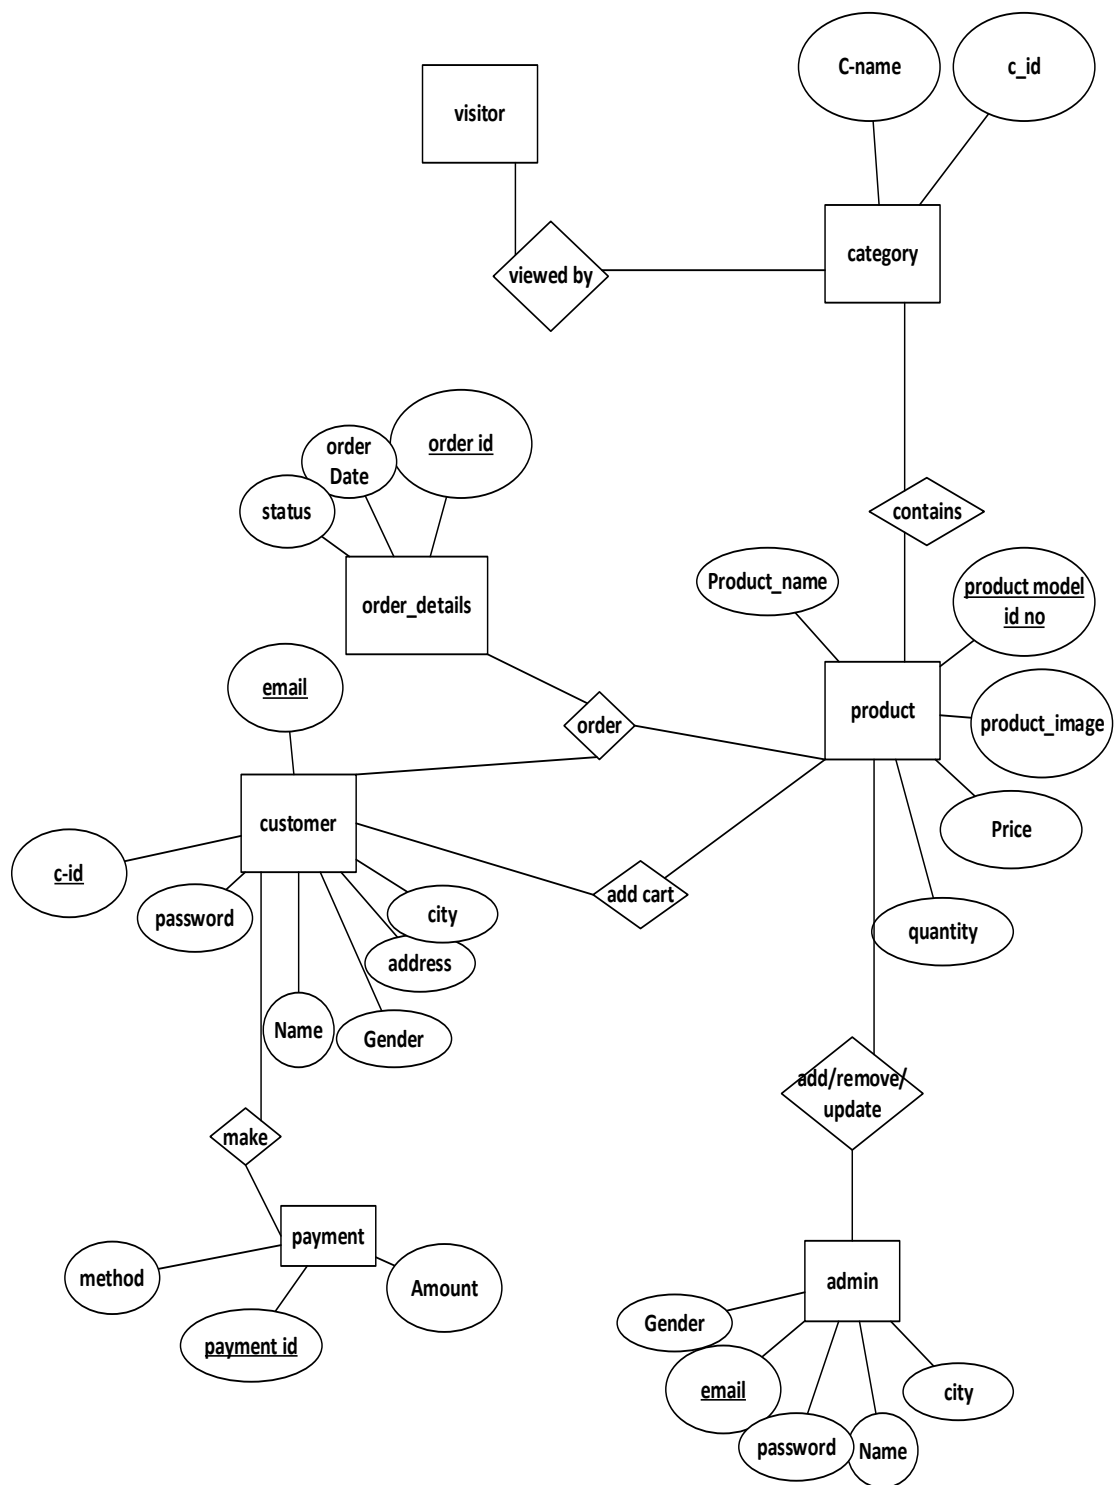 C-name
c_id
visitor
category
viewed by
order id
order
Date
status
contains
order_details
Product_name
product model
id no
email
product
product_image
order
customer
Price
c-id
add cart
password
city
quantity
address
Name
Gender
add/remove/
update
make
payment
method
Amount
admin
Gender
payment id
email
city
password
Name